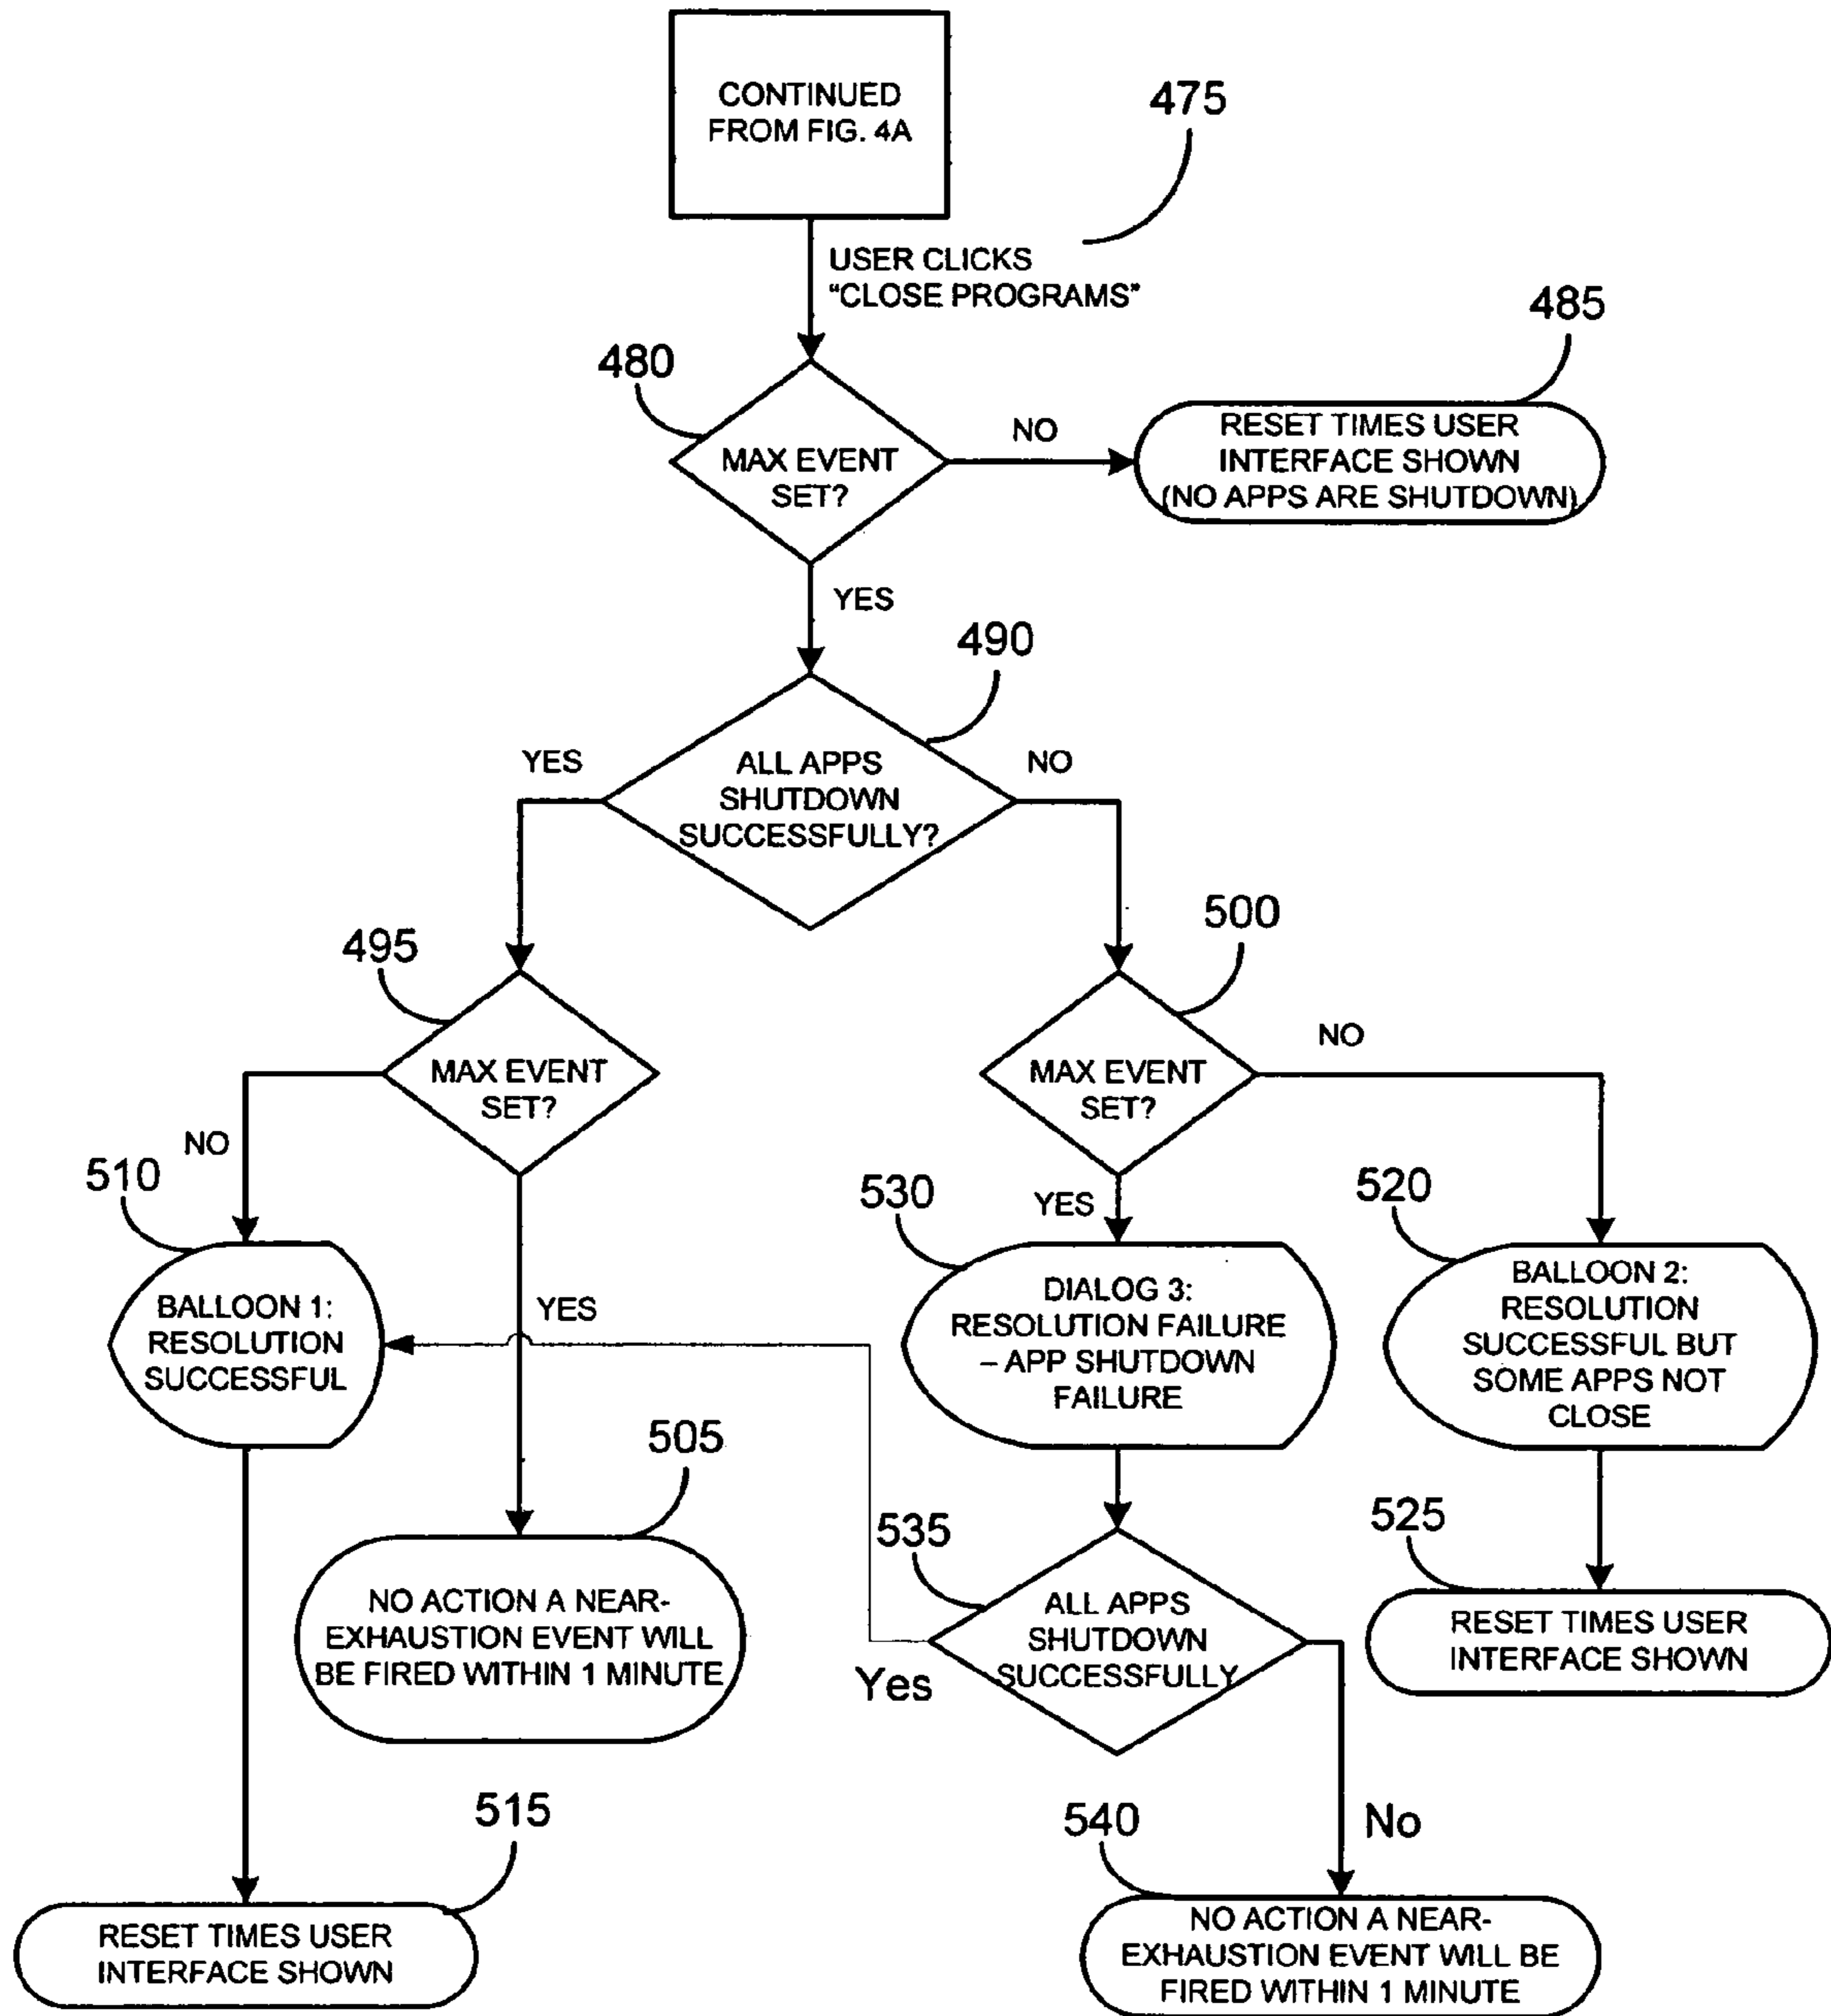 CONTINUED
FROM FIG. 4A
475
USER CLICKS
"CLOSE PROGRAMS"
480
485
MAX EVENT
SET?
NO
RESET TIMES USER
INTERFACE SHOWN
(NO APPS ARE SHUTDOWN)
YES
490
YES
ALL APPS
SHUTDOWN
SUCCESSFULLY?
NO
495
500
MAX EVENT
SET?
MAX EVENT
SET?
NO
NO
YES
510
530
520
BALLOON 1:
RESOLUTION
SUCCESSFUL
YES
DIALOG 3:
RESOLUTION FAILURE
– APP SHUTDOWN
FAILURE
BALLOON 2:
RESOLUTION
SUCCESSFUL BUT
SOME APPS NOT
CLOSE
505
535
525
NO ACTION A NEAR-
EXHAUSTION EVENT WILL
BE FIRED WITHIN 1 MINUTE
ALL APPS
SHUTDOWN
SUCCESSFULLY
Yes
RESET TIMES USER
INTERFACE SHOWN
515
540
No
RESET TIMES USER
INTERFACE SHOWN
NO ACTION A NEAR-
EXHAUSTION EVENT WILL BE
FIRED WITHIN 1 MINUTE